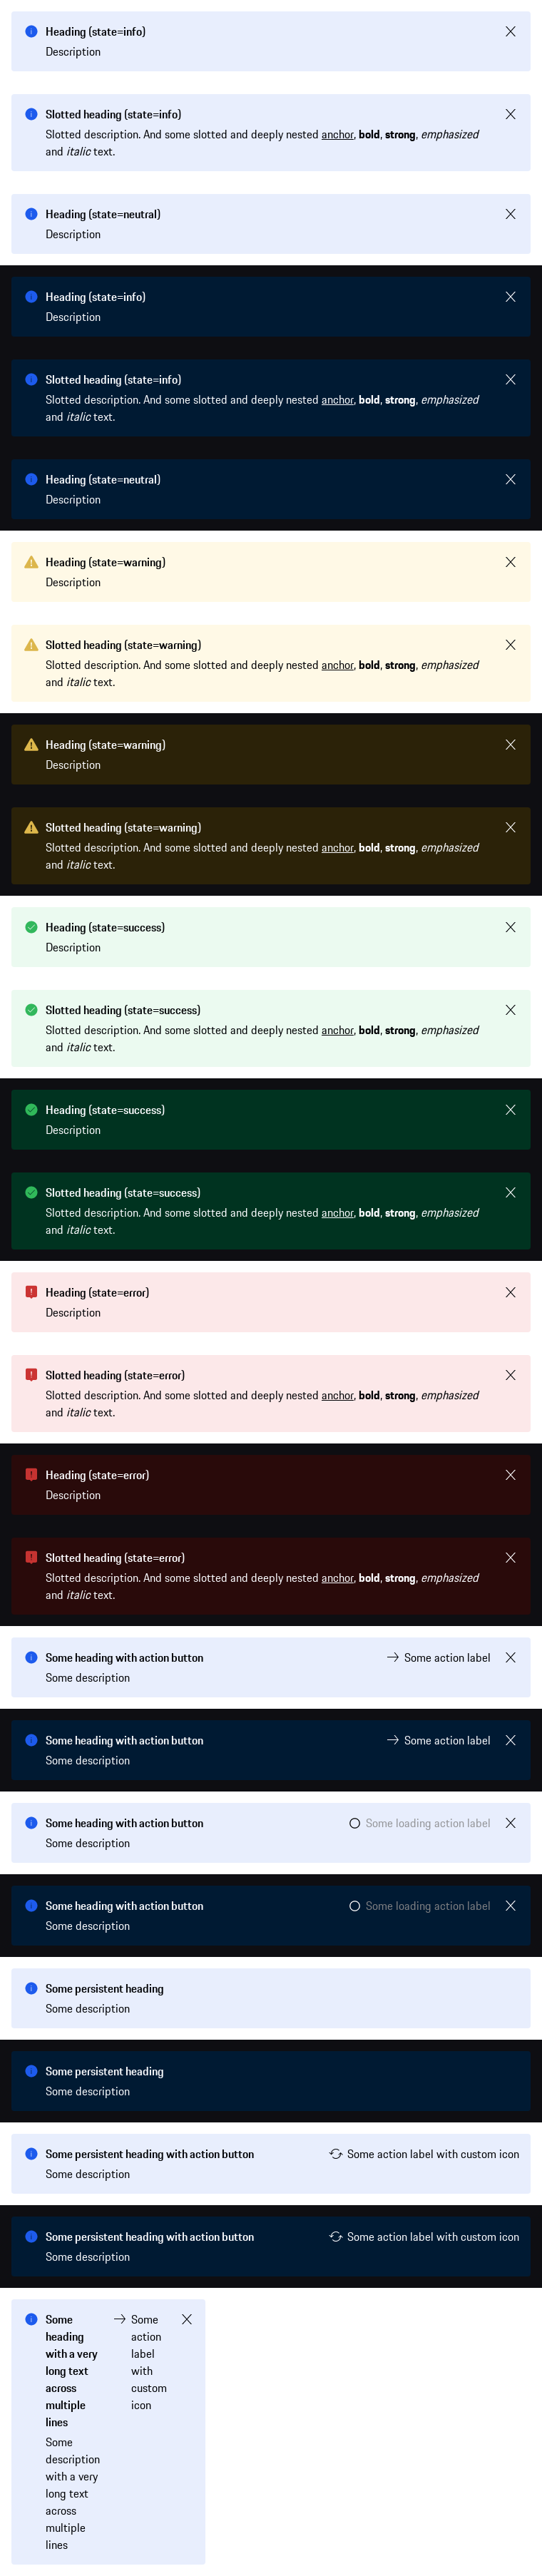 Heading (state=info)
Description
Slotted heading (state=info)
Slotted description. And some slotted and deeply nested anchor, bold, strong, emphasized
and italic text.
Heading (state=neutral)
Description
Heading (state=info)
Description
Slotted heading (state=info)
Slotted description. And some slotted and deeply nested anchor, bold, strong, emphasized
and italic text.
Heading (state=neutral)
Description
Heading (state=warning)
Description
Slotted heading (state=warning)
Slotted description. And some slotted and deeply nested anchor, bold, strong, emphasized
and italic text.
Heading (state=warning)
Description
Slotted heading (state=warning)
Slotted description. And some slotted and deeply nested anchor, bold, strong, emphasized
and italic text.
Heading (state=success)
Description
Slotted heading (state=success)
Slotted description. And some slotted and deeply nested anchor, bold, strong, emphasized
and italic text.
Heading (state=success)
Description
Slotted heading (state=success)
Slotted description. And some slotted and deeply nested anchor, bold, strong, emphasized
and italic text.
Heading (state=error)
Description
Slotted heading (state=error)
Slotted description. And some slotted and deeply nested anchor, bold, strong, emphasized
and italic text.
Heading (state=error)
Description
Slotted heading (state=error)
Slotted description. And some slotted and deeply nested anchor, bold, strong, emphasized
and italic text.
Some heading with action button
Some action label
Some description
Some heading with action button
Some action label
Some description
Some heading with action button
Some loading action label
Some description
Some heading with action button
Some loading action label
Some description
Some persistent heading
Some description
Some persistent heading
Some description
Some persistent heading with action button
Some action label with custom icon
Some description
Some persistent heading with action button
Some action label with custom icon
Some description
Some
heading
with a very
long text
across
multiple
lines
Some
description
with a very
long text
across
multiple
lines
Some
action
label
with
custom
icon